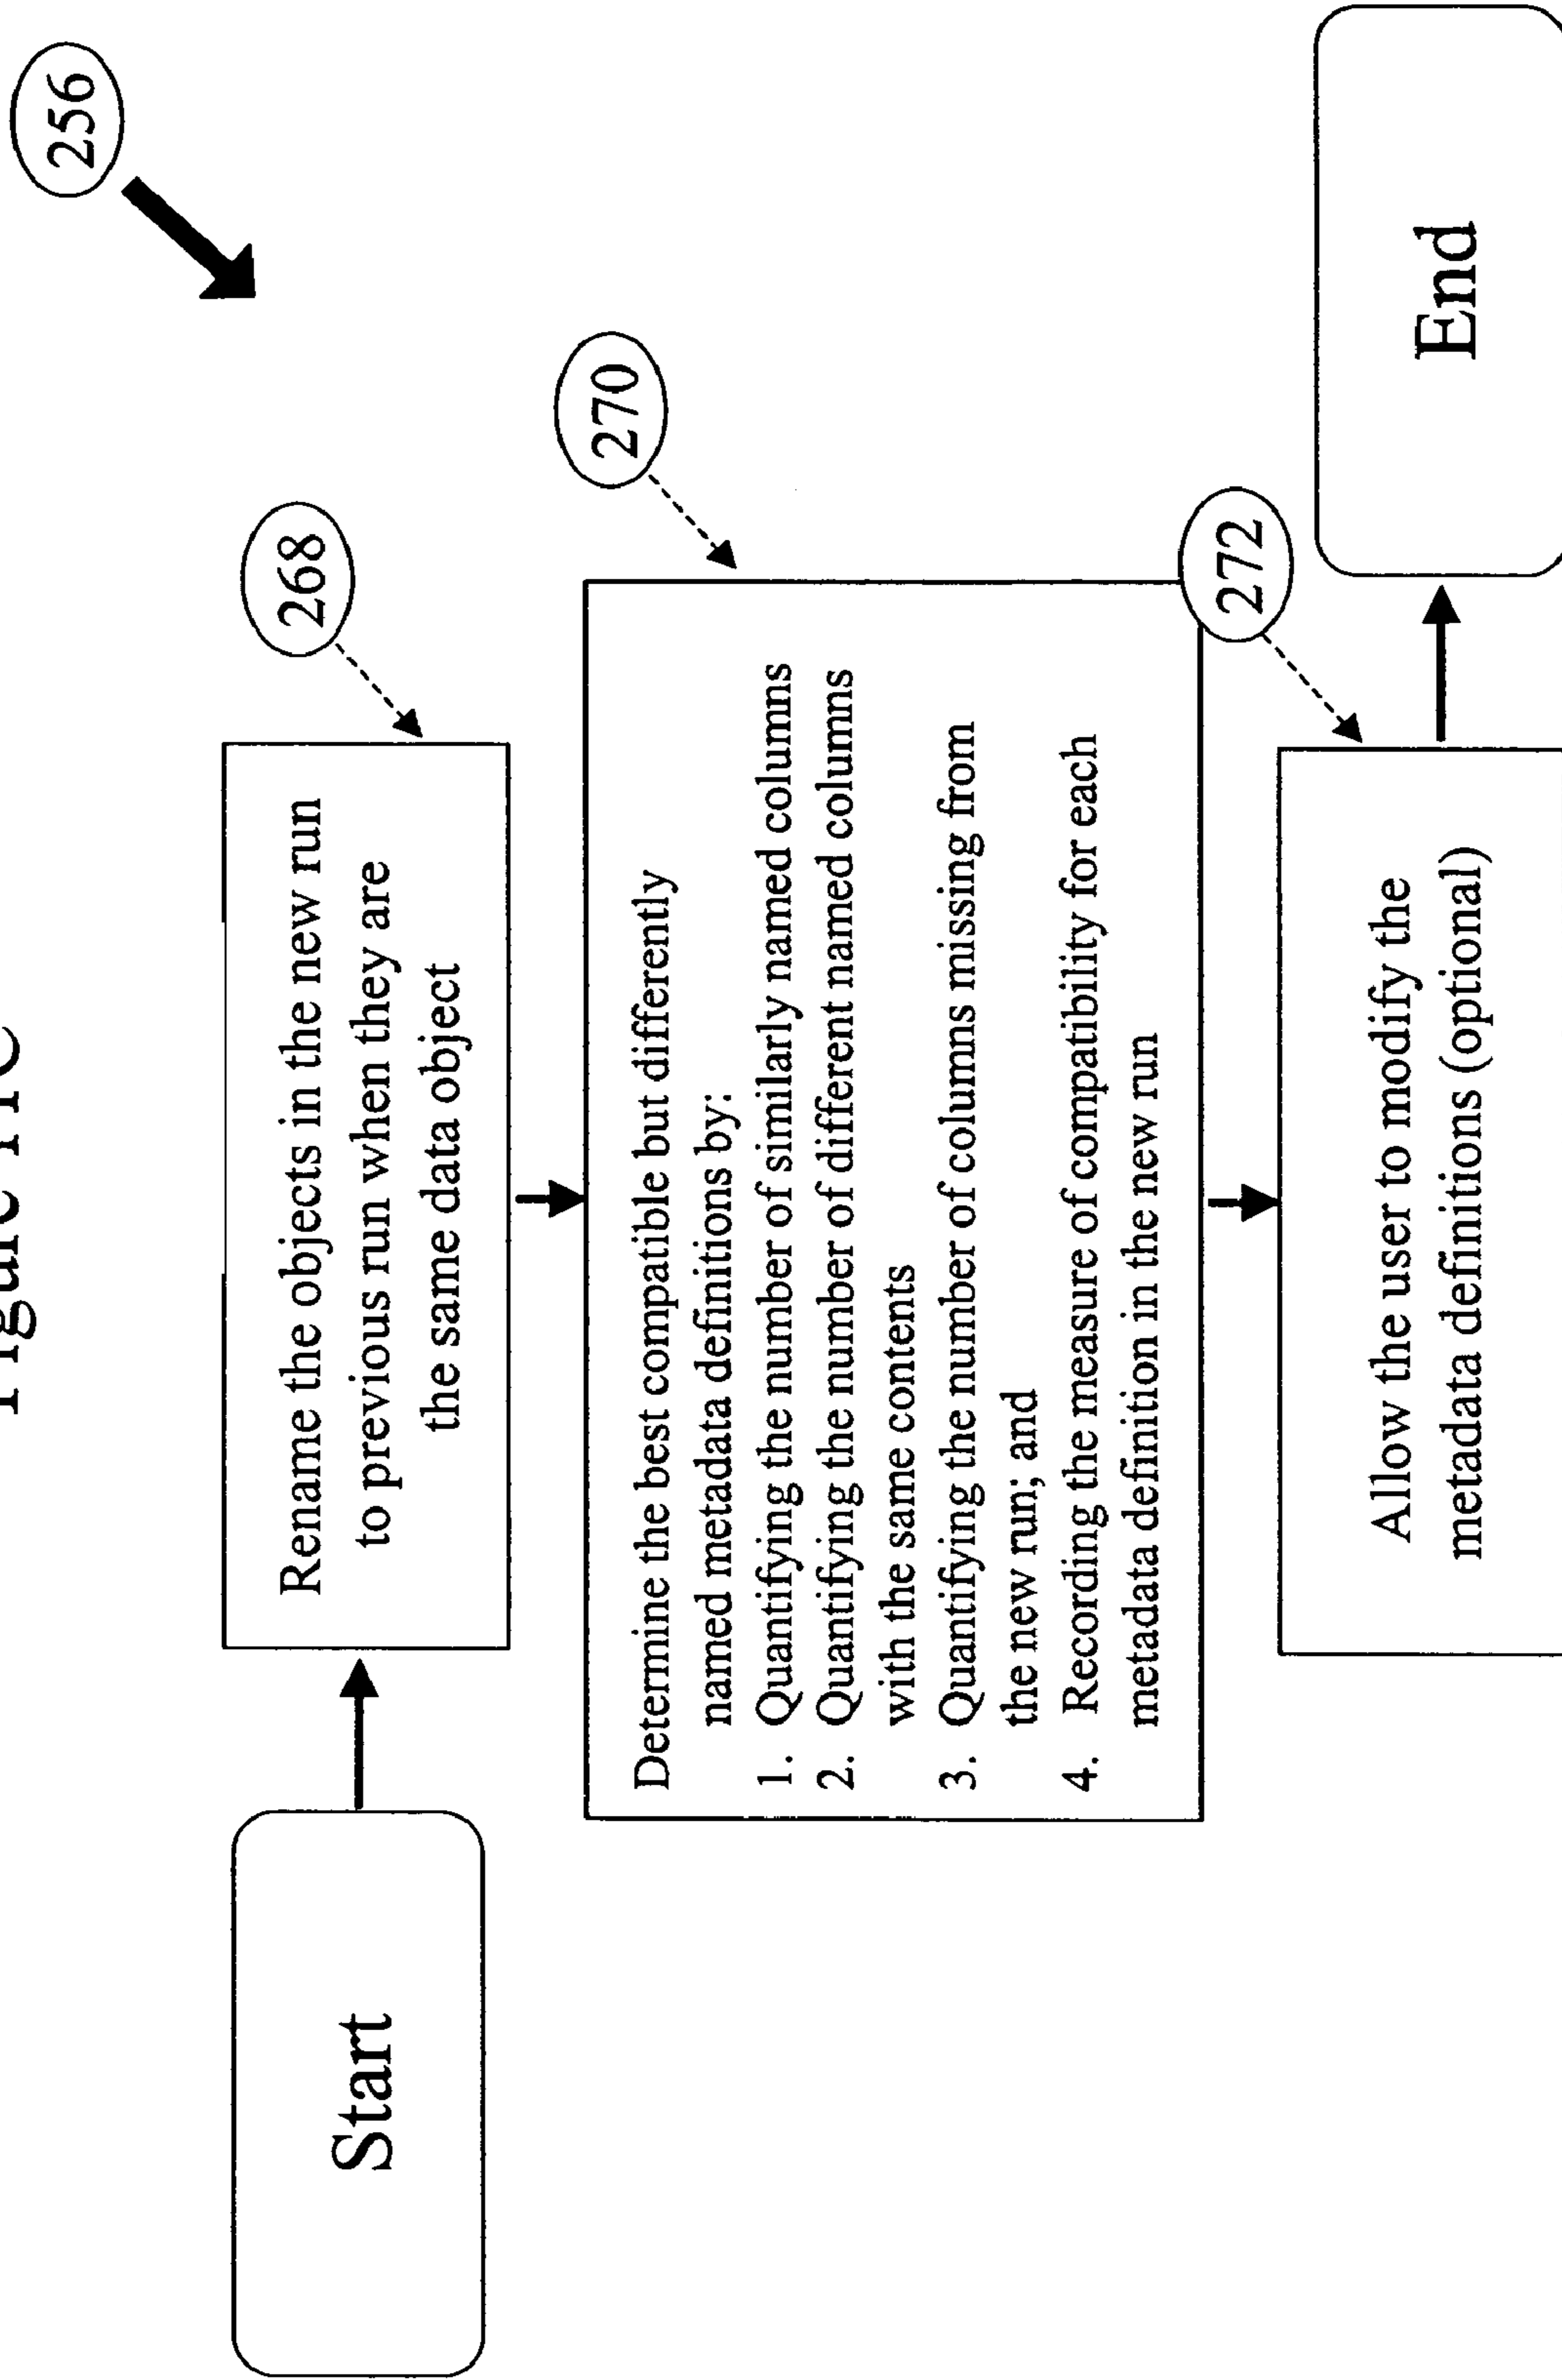 256
Start
Rename the objects in the new run
to previous run when they are
the same data object
268
Determine the best compatible but differently
named metadata definitions by:
1. Quantifying the number of similarly named columns
2. Quantifying the number of different named columns
with the same contents
3. Quantifying the number of columns missing from
the new run; and
4. Recording the measure of compatibility for each
metadata definition in the new run
270
Allow the user to modify the
metadata definitions (optional)
272
End